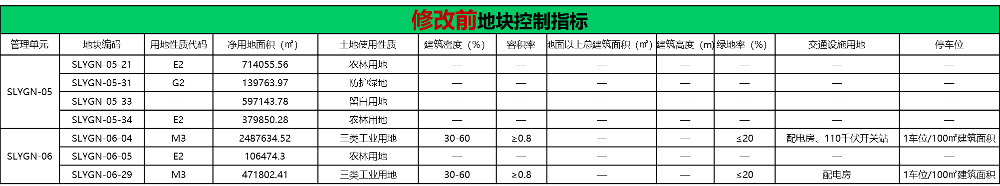 修改前地块控制指标
管理单元 地块编码 用地性质代码 净用地面积（㎡） 土地使用性质 建筑密度（%） 容积率 地面以上总建筑面积（㎡） 建筑高度（m） 绿地率（%） 交通设施用地 停车位
SLYGN-05
SLYGN-05-21 E2 714055.56 农林用地 — — — — — — —
SLYGN-05-31 G2 139763.97 防护绿地 — — — — — — —
SLYGN-05-33 — 597143.78 留白用地 — — — — — — —
SLYGN-05-34 E2 379850.28 农林用地 — — — — — — —
SLYGN-06
SLYGN-06-04 M3 2487634.52 三类工业用地 30-60 ≥0.8 — — ≤20 配电房、110千伏开关站 1车位/100㎡建筑面积
SLYGN-06-05 E2 106474.3 农林用地 — — — — — — —
SLYGN-06-29 M3 471802.41 三类工业用地 30-60 ≥0.8 — — ≤20 配电房 1车位/100㎡建筑面积